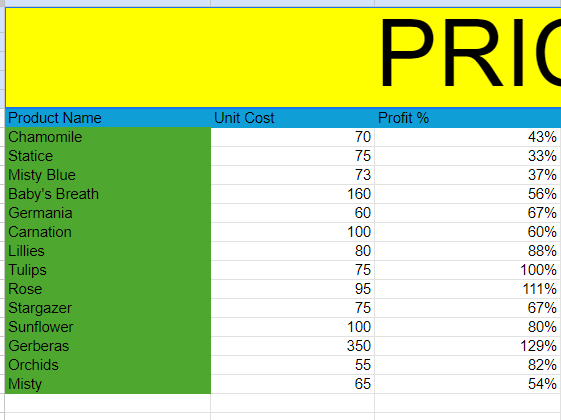 PRIC
Product Name Unit Cost Profit %
Chamomile 70 43%
Statice 75 33%
Misty Blue 73 37%
Baby's Breath 160 56%
Germania 60 67%
Carnation 100 60%
Lillies 80 88%
Tulips 75 100%
Rose 95 111%
Stargazer 75 67%
Sunflower 100 80%
Gerberas 350 129%
Orchids 55 82%
Misty 65 54%